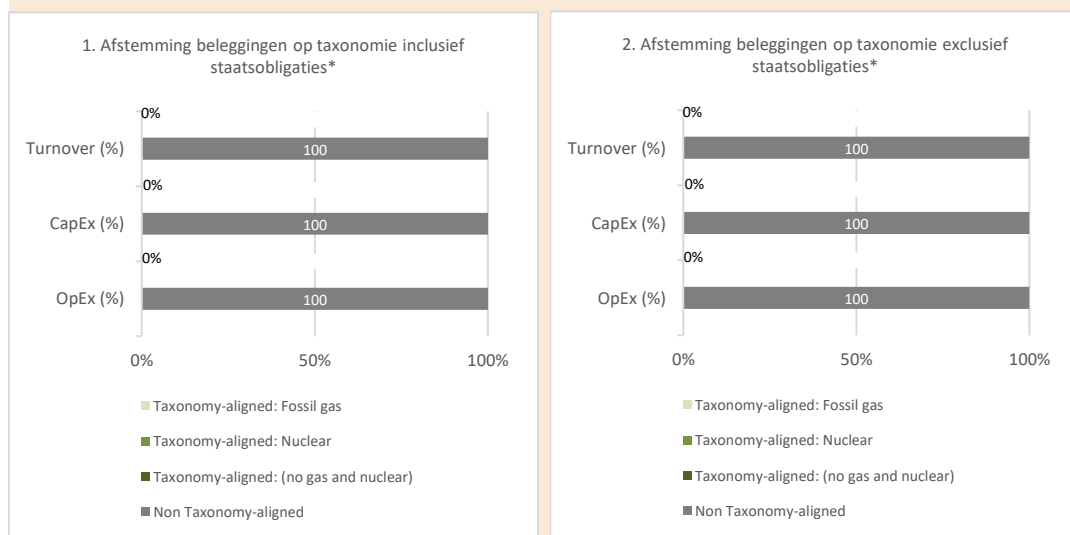 1. Afstemming beleggingen op taxonomie inclusief
staatsobligaties*
0%
Turnover (%)
100
0%
CapEx (%)
100
0%
OpEx (%)
100
0% 50% 100%
Taxonomy-aligned: Fossil gas
Taxonomy-aligned: Nuclear
Taxonomy-aligned: (no gas and nuclear)
Non Taxonomy-aligned
2. Afstemming beleggingen op taxonomie exclusief
staatsobligaties*
0%
Turnover (%)
100
0%
CapEx (%)
100
0%
OpEx (%)
100
0% 50% 100%
Taxonomy-aligned: Fossil gas
Taxonomy-aligned: Nuclear
Taxonomy-aligned: (no gas and nuclear)
Non Taxonomy-aligned